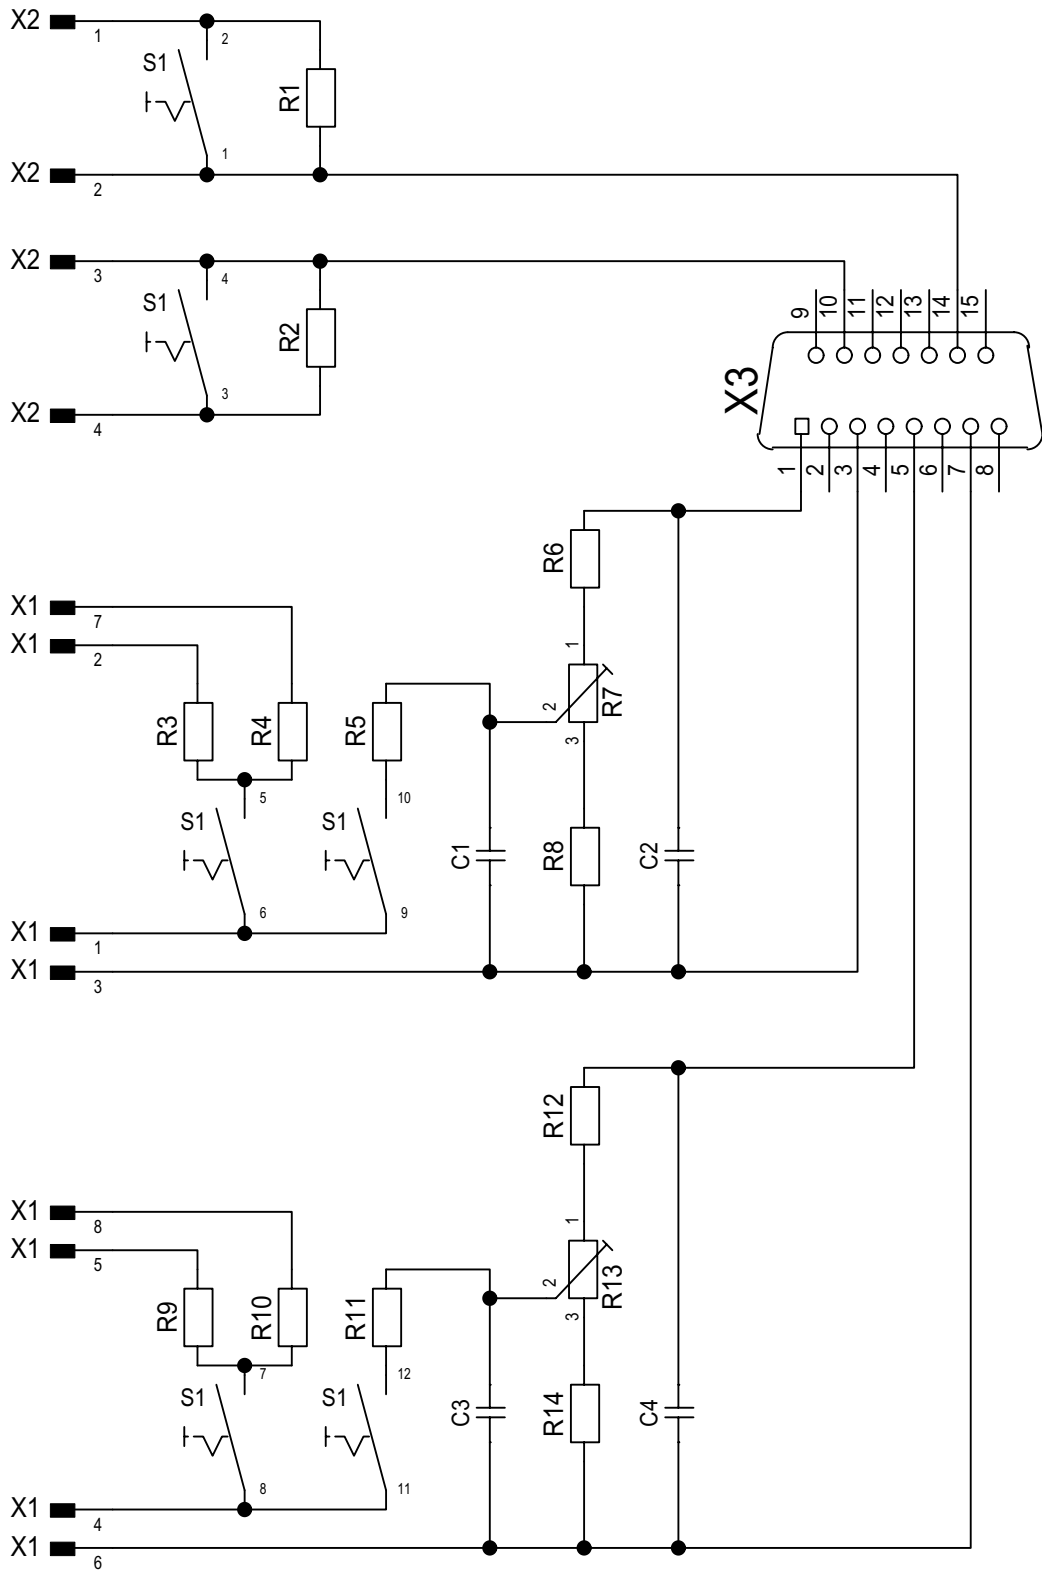 X2 1 2
S1 R1
1
X2 2
X2 3 4
S1 R2
3
X2 4
9 10 11 12 13 14 15
X3
1 2 3 4 5 6 7 8
R6
X1 7
X1 2
1
R3 R4 R5 2 R7
3
5 10
S1 S1 C1 R8 C2
6 9
X1 1
X1 3
R12
X1 8
X1 5
1
2 R13
R9 R10 R11 3
7 12
S1 S1 C3 R14 C4
8 11
X1 4
X1 6